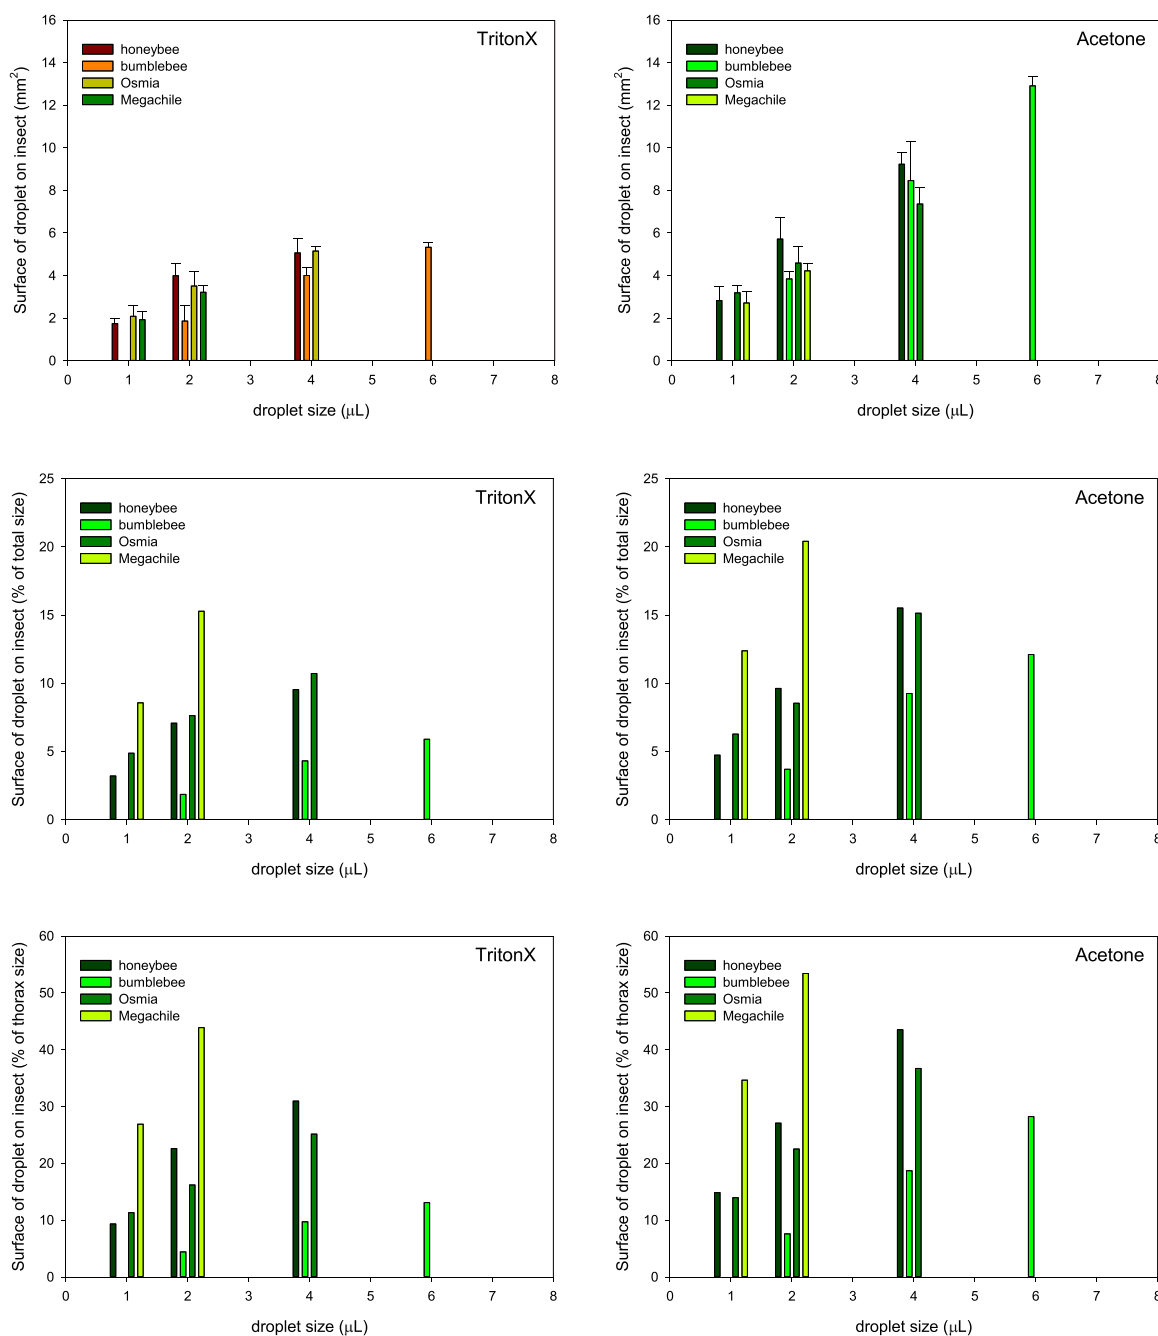 TritonX
honeybee
bumblebee
Osmia
Megachile
Surface of droplet on insect (mm²)
16
14
12
10
8
6
4
2
0
0 1 2 3 4 5 6 7 8
droplet size (μL)
Acetone
honeybee
bumblebee
Osmia
Megachile
Surface of droplet on insect (mm²)
16
14
12
10
8
6
4
2
0
0 1 2 3 4 5 6 7 8
droplet size (μL)
TritonX
honeybee
bumblebee
Osmia
Megachile
Surface of droplet on insect (% of total size)
25
20
15
10
5
0
0 1 2 3 4 5 6 7 8
droplet size (μL)
Acetone
honeybee
bumblebee
Osmia
Megachile
Surface of droplet on insect (% of total size)
25
20
15
10
5
0
0 1 2 3 4 5 6 7 8
droplet size (μL)
TritonX
honeybee
bumblebee
Osmia
Megachile
Surface of droplet on insect (% of thorax size)
60
50
40
30
20
10
0
0 1 2 3 4 5 6 7 8
droplet size (μL)
Acetone
honeybee
bumblebee
Osmia
Megachile
Surface of droplet on insect (% of thorax size)
60
50
40
30
20
10
0
0 1 2 3 4 5 6 7 8
droplet size (μL)